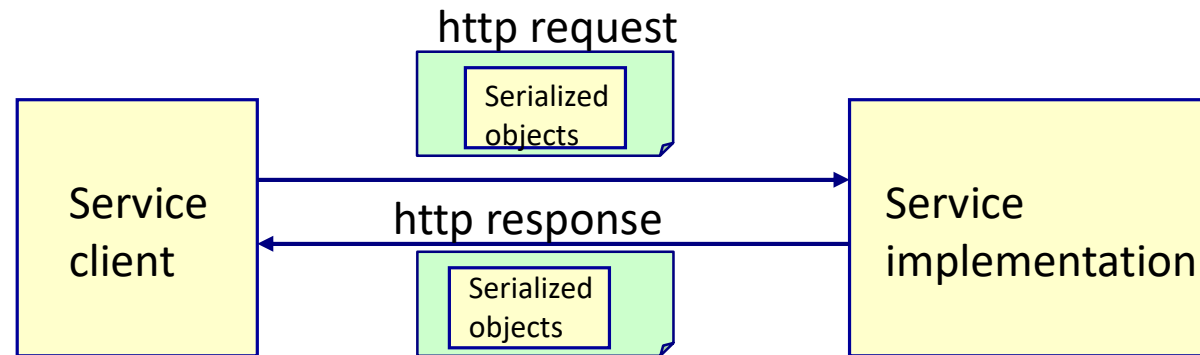 http request
Serialized
objects
Service
client
http response
Service
implementation
Serialized
objects